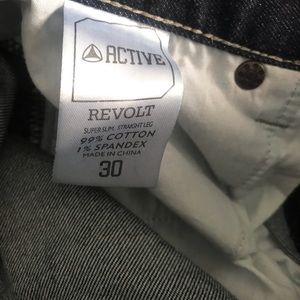 ACTIVE
REVOLT
SUPER SLIM, STRAIGHT LEG
99% COTTON
1% SPANDEX
MADE IN CHINA
30